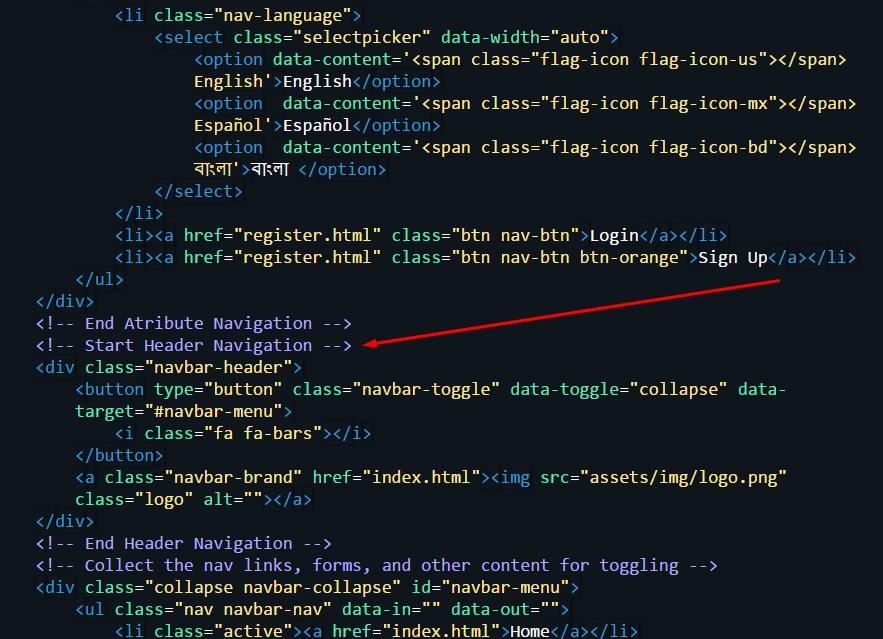 <li class="nav-language">
<select class="selectpicker" data-width="auto">
<option data-content='<span class="flag-icon flag-icon-us"></span>
English'>English</option>
<option  data-content='<span class="flag-icon flag-icon-mx"></span>
Español'>Español</option>
<option  data-content='<span class="flag-icon flag-icon-bd"></span>
বাংলা'>বাংলা </option>
</select>
</li>
<li><a href="register.html" class="btn nav-btn">Login</a></li>
<li><a href="register.html" class="btn nav-btn btn-orange">Sign Up</a></li>
</ul>
</div>
<!-- End Atribute Navigation -->
<!-- Start Header Navigation -->
<div class="navbar-header">
<button type="button" class="navbar-toggle" data-toggle="collapse" data-
target="#navbar-menu">
<i class="fa fa-bars"></i>
</button>
<a class="navbar-brand" href="index.html"><img src="assets/img/logo.png"
class="logo" alt=""></a>
</div>
<!-- End Header Navigation -->
<!-- Collect the nav links, forms, and other content for toggling -->
<div class="collapse navbar-collapse" id="navbar-menu">
<ul class="nav navbar-nav" data-in="" data-out="">
<li class="active"><a href="index.html">Home</a></li>